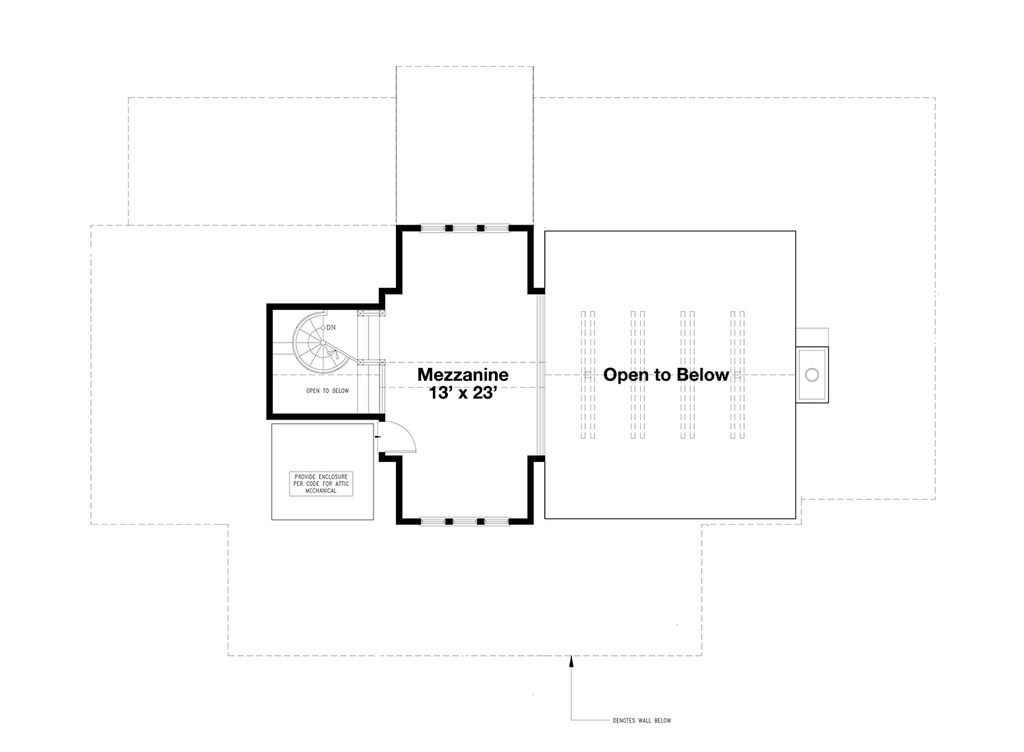 DN
Mezzanine
13’ x 23’
Open to Below
OPEN TO BELOW
PROVIDE ENCLOSURE
PER CODE FOR ATTIC
MECHANICAL
DENOTES WALL BELOW